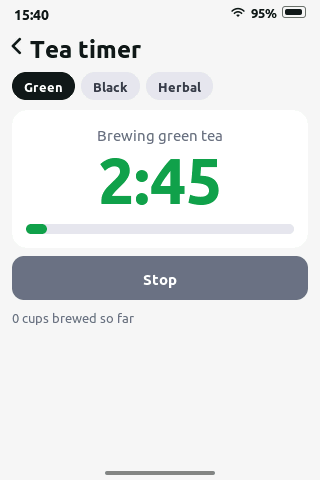 15:40 95%
Tea timer
Green Black Herbal
Brewing green tea
2:45
Stop
0 cups brewed so far